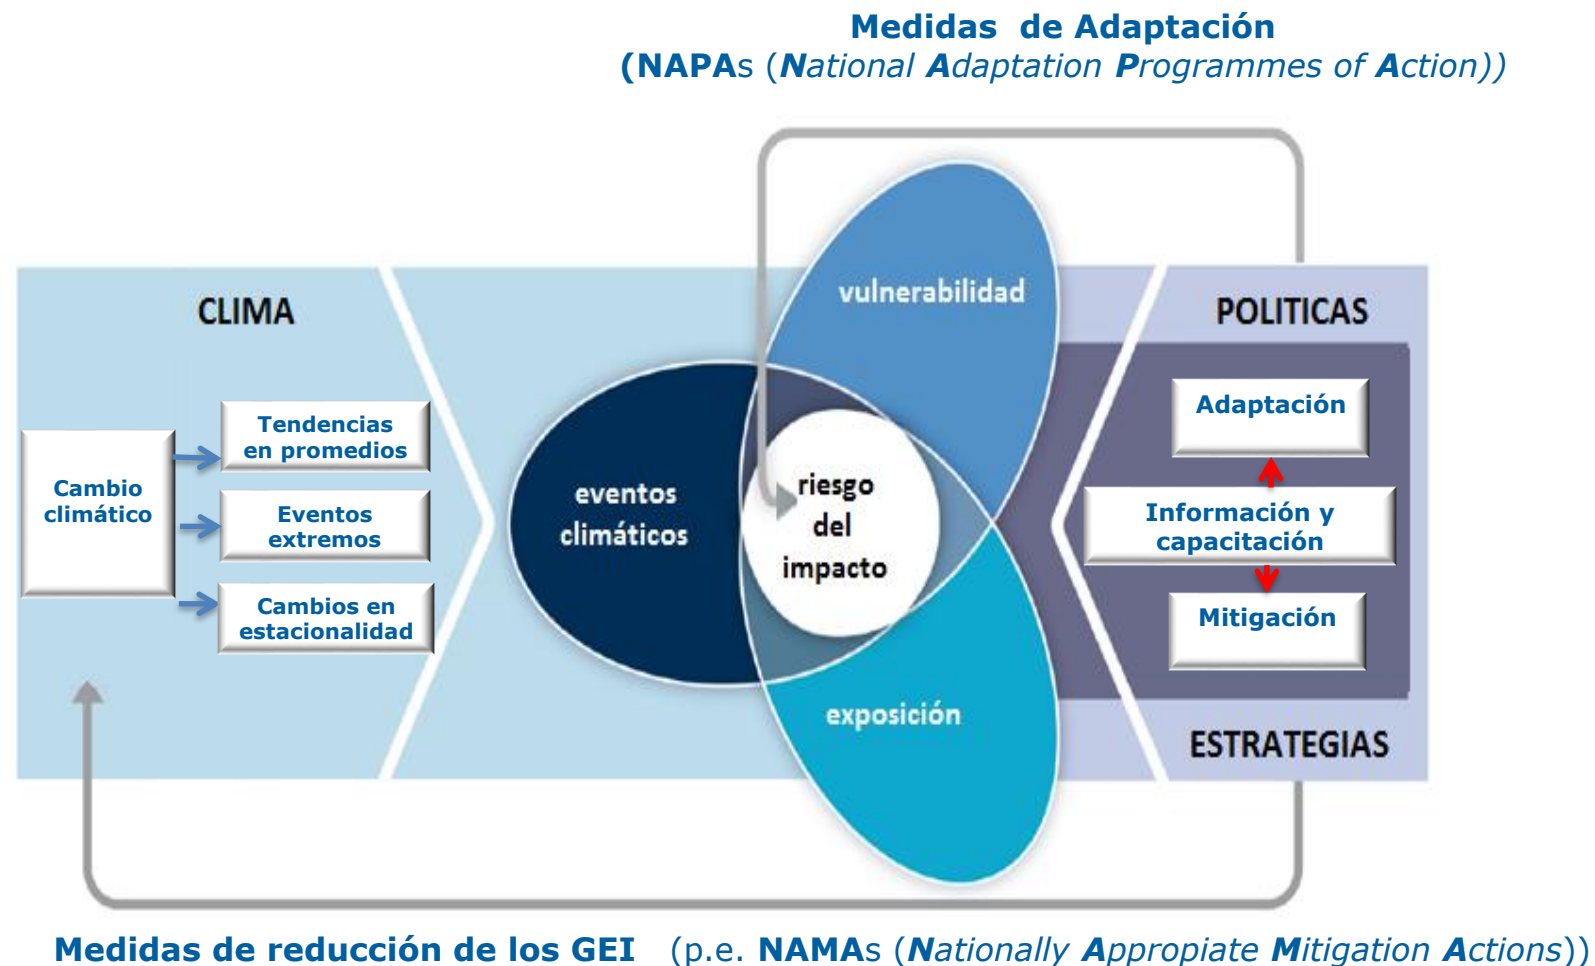 Medidas de Adaptación
(NAPAs (National Adaptation Programmes of Action))
CLIMA
Cambio
climático
Tendencias
en promedios
Eventos
extremos
Cambios en
estacionalidad
eventos
climáticos
vulnerabilidad
riesgo
del
impacto
exposición
POLITICAS
Adaptación
Información y
capacitación
Mitigación
ESTRATEGIAS
Medidas de reducción de los GEI (p.e. NAMAs (Nationally Appropiate Mitigation Actions))